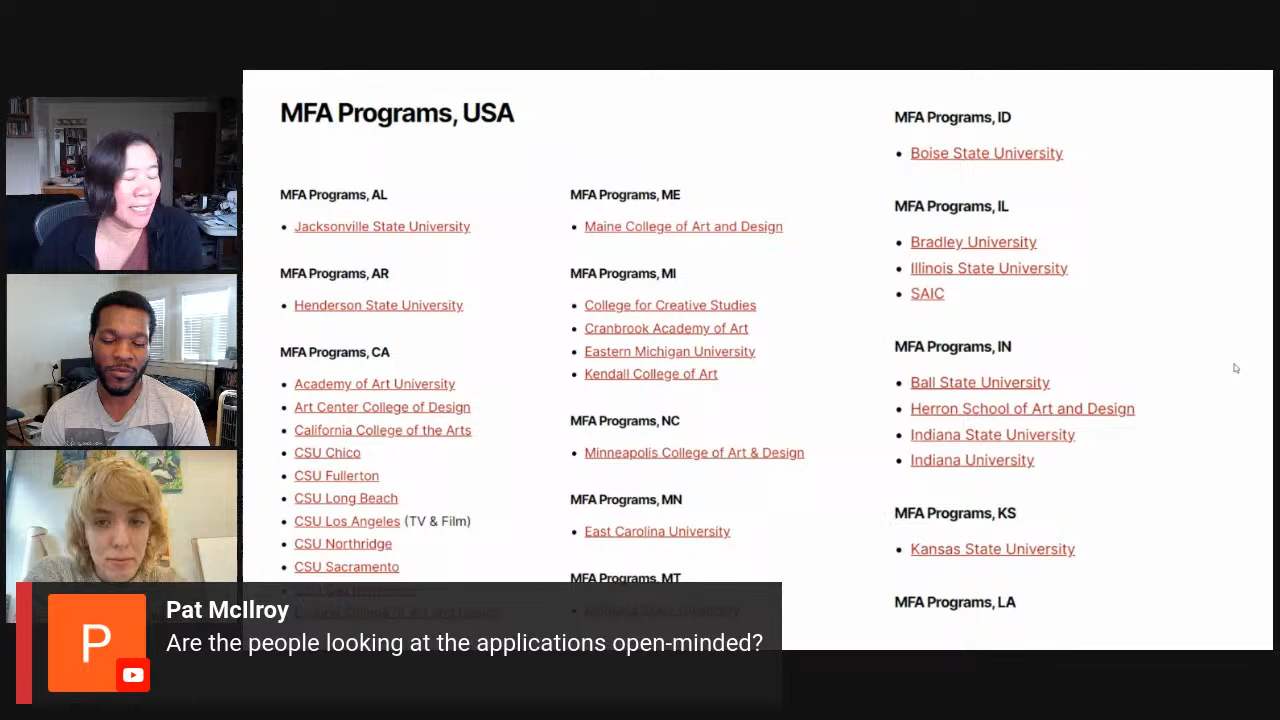 MFA Programs, USA
MFA Programs, AL
Jacksonville State University
MFA Programs, AR
Henderson State University
MFA Programs, CA
Academy of Art University
Art Center College of Design
California College of the Arts
CSU Chico
CSU Fullerton
CSU Long Beach
CSU Los Angeles (TV & Film)
CSU Northridge
CSU Sacramento
MFA Programs, ME
Maine College of Art and Design
MFA Programs, MI
College for Creative Studies
Cranbrook Academy of Art
Eastern Michigan University
Kendall College of Art
MFA Programs, NC
Minneapolis College of Art & Design
MFA Programs, MN
East Carolina University
MFA Programs, MT
MFA Programs, ID
Boise State University
MFA Programs, IL
Bradley University
Illinois State University
SAIC
MFA Programs, IN
Ball State University
Herron School of Art and Design
Indiana State University
Indiana University
MFA Programs, KS
Kansas State University
MFA Programs, LA
P
Pat McIlroy
Are the people looking at the applications open-minded?